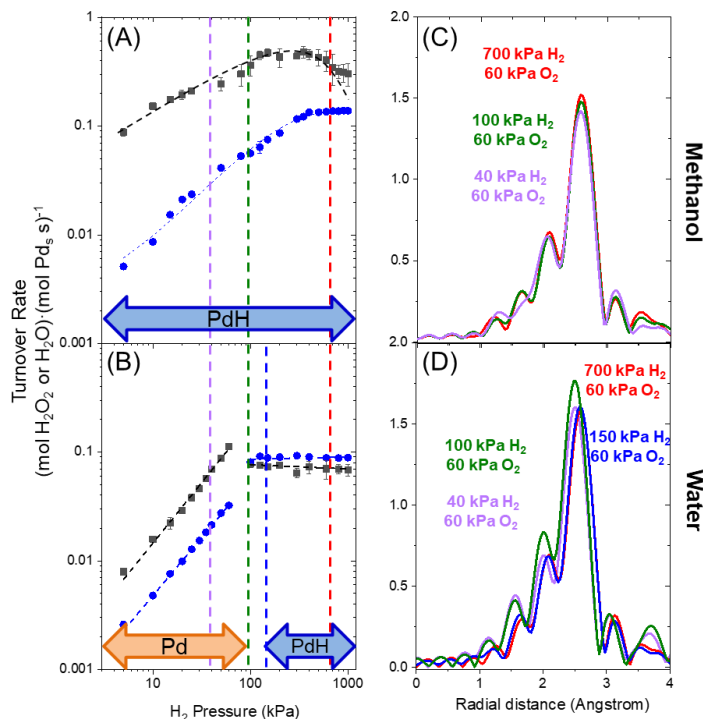 (A)
(B)
(C)
(D)
Turnover Rate
(mol H₂O₂ or H₂O)·(mol Pdₛ s)⁻¹
1
0.1
0.01
0.001
PdH
0.1
0.01
0.001
Pd
PdH
10
100
1000
H₂ Pressure (kPa)
2.0
1.5
1.0
0.5
2.0
700 kPa H₂
60 kPa O₂
100 kPa H₂
60 kPa O₂
40 kPa H₂
60 kPa O₂
Methanol
1.5
1.0
0.5
0
700 kPa H₂
60 kPa O₂
150 kPa H₂
60 kPa O₂
100 kPa H₂
60 kPa O₂
40 kPa H₂
60 kPa O₂
Water
0
1
2
3
4
Radial distance (Angstrom)